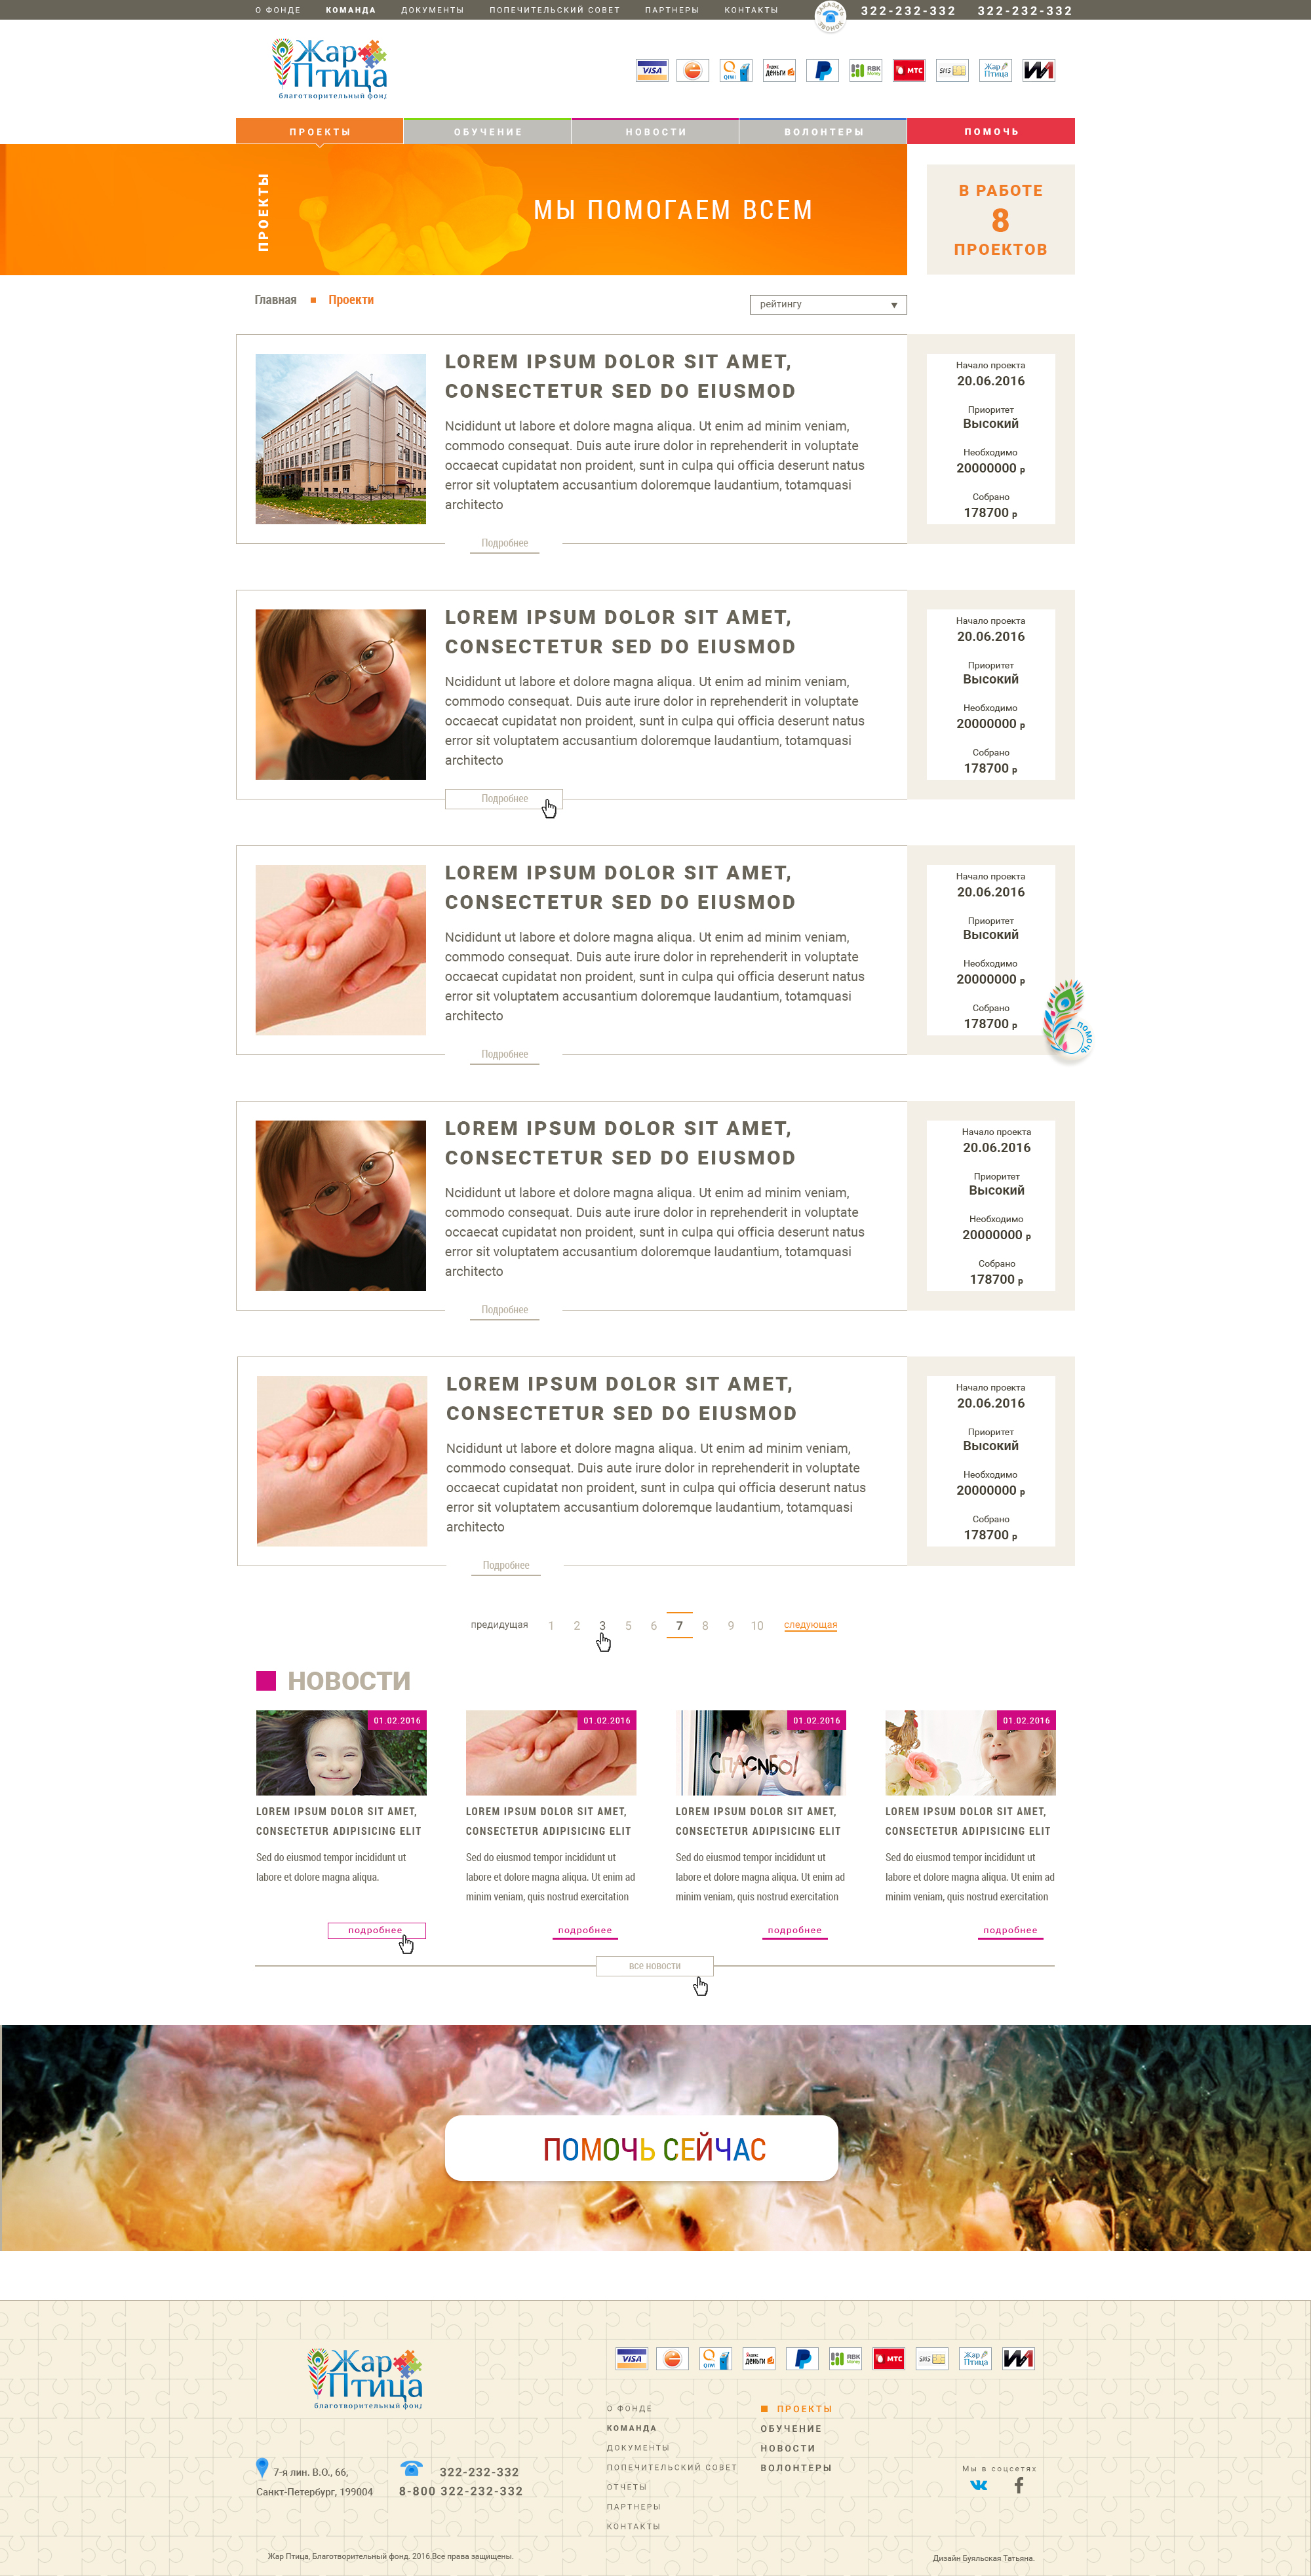 О ФОНДЕ КОМАНДА ДОКУМЕНТЫ ПОПЕЧИТЕЛЬСКИЙ СОВЕТ ПАРТНЕРЫ КОНТАКТЫ ЗАКАЗАТЬ ЗВОНОК 322-232-332 322-232-332
Жар
Птица
благотворительный фонд
VISA QIWI Яндекс деньги RBK Money МТС SMS Жар Птица
ПРОЕКТЫ ОБУЧЕНИЕ НОВОСТИ ВОЛОНТЕРЫ ПОМОЧЬ
ПРОЕКТЫ
МЫ ПОМОГАЕМ ВСЕМ
В РАБОТЕ
8
ПРОЕКТОВ
Главная Проекти
рейтингу
LOREM IPSUM DOLOR SIT AMET,
CONSECTETUR SED DO EIUSMOD
Ncididunt ut labore et dolore magna aliqua. Ut enim ad minim veniam,
commodo consequat. Duis aute irure dolor in reprehenderit in voluptate
occaecat cupidatat non proident, sunt in culpa qui officia deserunt natus
error sit voluptatem accusantium doloremque laudantium, totamquasi
architecto
Подробнее
Начало проекта
20.06.2016
Приоритет
Высокий
Необходимо
20000000 р
Собрано
178700 р
LOREM IPSUM DOLOR SIT AMET,
CONSECTETUR SED DO EIUSMOD
Ncididunt ut labore et dolore magna aliqua. Ut enim ad minim veniam,
commodo consequat. Duis aute irure dolor in reprehenderit in voluptate
occaecat cupidatat non proident, sunt in culpa qui officia deserunt natus
error sit voluptatem accusantium doloremque laudantium, totamquasi
architecto
Подробнее
Начало проекта
20.06.2016
Приоритет
Высокий
Необходимо
20000000 р
Собрано
178700 р
LOREM IPSUM DOLOR SIT AMET,
CONSECTETUR SED DO EIUSMOD
Ncididunt ut labore et dolore magna aliqua. Ut enim ad minim veniam,
commodo consequat. Duis aute irure dolor in reprehenderit in voluptate
occaecat cupidatat non proident, sunt in culpa qui officia deserunt natus
error sit voluptatem accusantium doloremque laudantium, totamquasi
architecto
Подробнее
Начало проекта
20.06.2016
Приоритет
Высокий
Необходимо
20000000 р
Собрано
178700 р
ПОМОЧЬ
LOREM IPSUM DOLOR SIT AMET,
CONSECTETUR SED DO EIUSMOD
Ncididunt ut labore et dolore magna aliqua. Ut enim ad minim veniam,
commodo consequat. Duis aute irure dolor in reprehenderit in voluptate
occaecat cupidatat non proident, sunt in culpa qui officia deserunt natus
error sit voluptatem accusantium doloremque laudantium, totamquasi
architecto
Подробнее
Начало проекта
20.06.2016
Приоритет
Высокий
Необходимо
20000000 р
Собрано
178700 р
LOREM IPSUM DOLOR SIT AMET,
CONSECTETUR SED DO EIUSMOD
Ncididunt ut labore et dolore magna aliqua. Ut enim ad minim veniam,
commodo consequat. Duis aute irure dolor in reprehenderit in voluptate
occaecat cupidatat non proident, sunt in culpa qui officia deserunt natus
error sit voluptatem accusantium doloremque laudantium, totamquasi
architecto
Подробнее
Начало проекта
20.06.2016
Приоритет
Высокий
Необходимо
20000000 р
Собрано
178700 р
предидущая 1 2 3 5 6 7 8 9 10 следующая
НОВОСТИ
01.02.2016
LOREM IPSUM DOLOR SIT AMET,
CONSECTETUR ADIPISICING ELIT
Sed do eiusmod tempor incididunt ut
labore et dolore magna aliqua.
подробнее
01.02.2016
LOREM IPSUM DOLOR SIT AMET,
CONSECTETUR ADIPISICING ELIT
Sed do eiusmod tempor incididunt ut
labore et dolore magna aliqua. Ut enim ad
minim veniam, quis nostrud exercitation
подробнее
01.02.2016
СПАСИБО!
LOREM IPSUM DOLOR SIT AMET,
CONSECTETUR ADIPISICING ELIT
Sed do eiusmod tempor incididunt ut
labore et dolore magna aliqua. Ut enim ad
minim veniam, quis nostrud exercitation
подробнее
01.02.2016
LOREM IPSUM DOLOR SIT AMET,
CONSECTETUR ADIPISICING ELIT
Sed do eiusmod tempor incididunt ut
labore et dolore magna aliqua. Ut enim ad
minim veniam, quis nostrud exercitation
подробнее
все новости
ПОМОЧЬ СЕЙЧАС
Жар
Птица
благотворительный фонд
VISA QIWI Яндекс деньги RBK Money МТС SMS Жар Птица
7-я лин. В.О., 66,
Санкт-Петербург, 199004
322-232-332
8-800 322-232-332
О ФОНДЕ
КОМАНДА
ДОКУМЕНТЫ
ПОПЕЧИТЕЛЬСКИЙ СОВЕТ
ОТЧЕТЫ
ПАРТНЕРЫ
КОНТАКТЫ
ПРОЕКТЫ
ОБУЧЕНИЕ
НОВОСТИ
ВОЛОНТЕРЫ
Мы в соцсетях
Жар Птица, Благотворительный фонд. 2016,Все права защищены.
Дизайн Буяльская Татьяна.